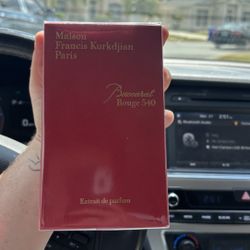 Maison
Francis Kurkdjian
Paris
Baccarat
Rouge 540
Extrait de parfum